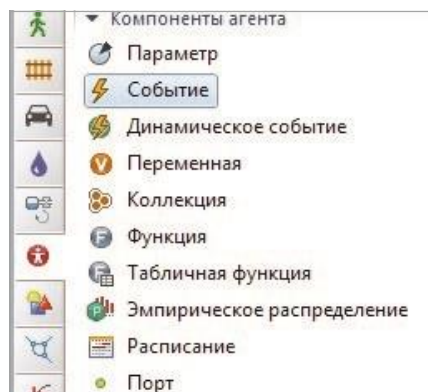 Компоненты агента
Параметр
Событие
Динамическое событие
Переменная
Коллекция
Функция
Табличная функция
Эмпирическое распределение
Расписание
Порт